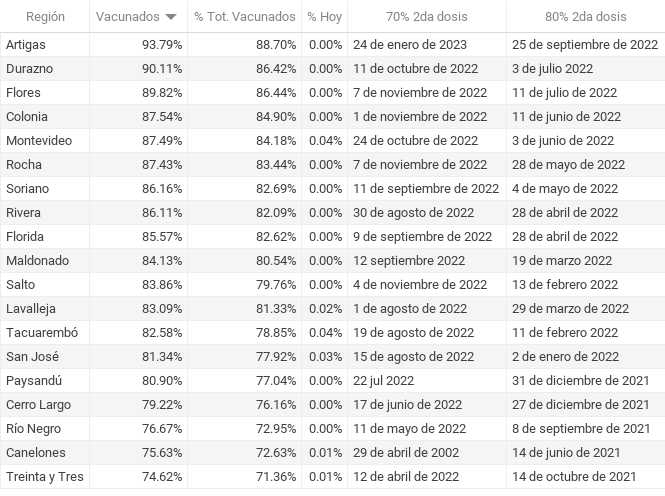 Región Vacunados % Tot. Vacunados % Hoy 70% 2da dosis 80% 2da dosis
Artigas 93.79% 88.70% 0.00% 24 de enero de 2023 25 de septiembre de 2022
Durazno 90.11% 86.42% 0.00% 11 de octubre de 2022 3 de julio 2022
Flores 89.82% 86.44% 0.00% 7 de noviembre de 2022 11 de julio de 2022
Colonia 87.54% 84.90% 0.00% 1 de noviembre de 2022 11 de junio de 2022
Montevideo 87.49% 84.18% 0.04% 24 de octubre de 2022 3 de junio de 2022
Rocha 87.43% 83.44% 0.00% 7 de noviembre de 2022 28 de mayo de 2022
Soriano 86.16% 82.69% 0.00% 11 de septiembre de 2022 4 de mayo de 2022
Rivera 86.11% 82.09% 0.00% 30 de agosto de 2022 28 de abril de 2022
Florida 85.57% 82.62% 0.00% 9 de septiembre de 2022 28 de abril de 2022
Maldonado 84.13% 80.54% 0.00% 12 septiembre 2022 19 de marzo 2022
Salto 83.86% 79.76% 0.00% 4 de noviembre de 2022 13 de febrero 2022
Lavalleja 83.09% 81.33% 0.02% 1 de agosto de 2022 29 de marzo de 2022
Tacuarembó 82.58% 78.85% 0.04% 19 de agosto de 2022 11 de febrero 2022
San José 81.34% 77.92% 0.03% 15 de agosto de 2022 2 de enero de 2022
Paysandú 80.90% 77.04% 0.00% 22 jul 2022 31 de diciembre de 2021
Cerro Largo 79.22% 76.16% 0.00% 17 de junio de 2022 27 de diciembre de 2021
Río Negro 76.67% 72.95% 0.00% 11 de mayo de 2022 8 de septiembre de 2021
Canelones 75.63% 72.63% 0.01% 29 de abril de 2002 14 de junio de 2021
Treinta y Tres 74.62% 71.36% 0.01% 12 de abril de 2022 14 de octubre de 2021